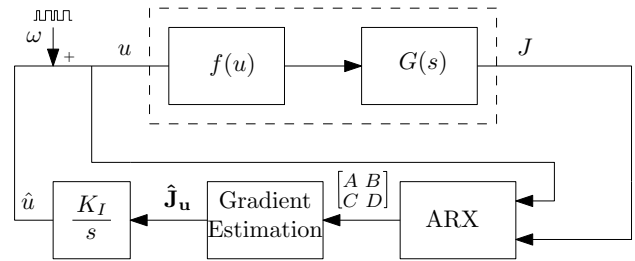 ω
+
u
f(u)
G(s)
J
û
K_I
s
Ĵ_u
Gradient
Estimation
[A B
C D]
ARX